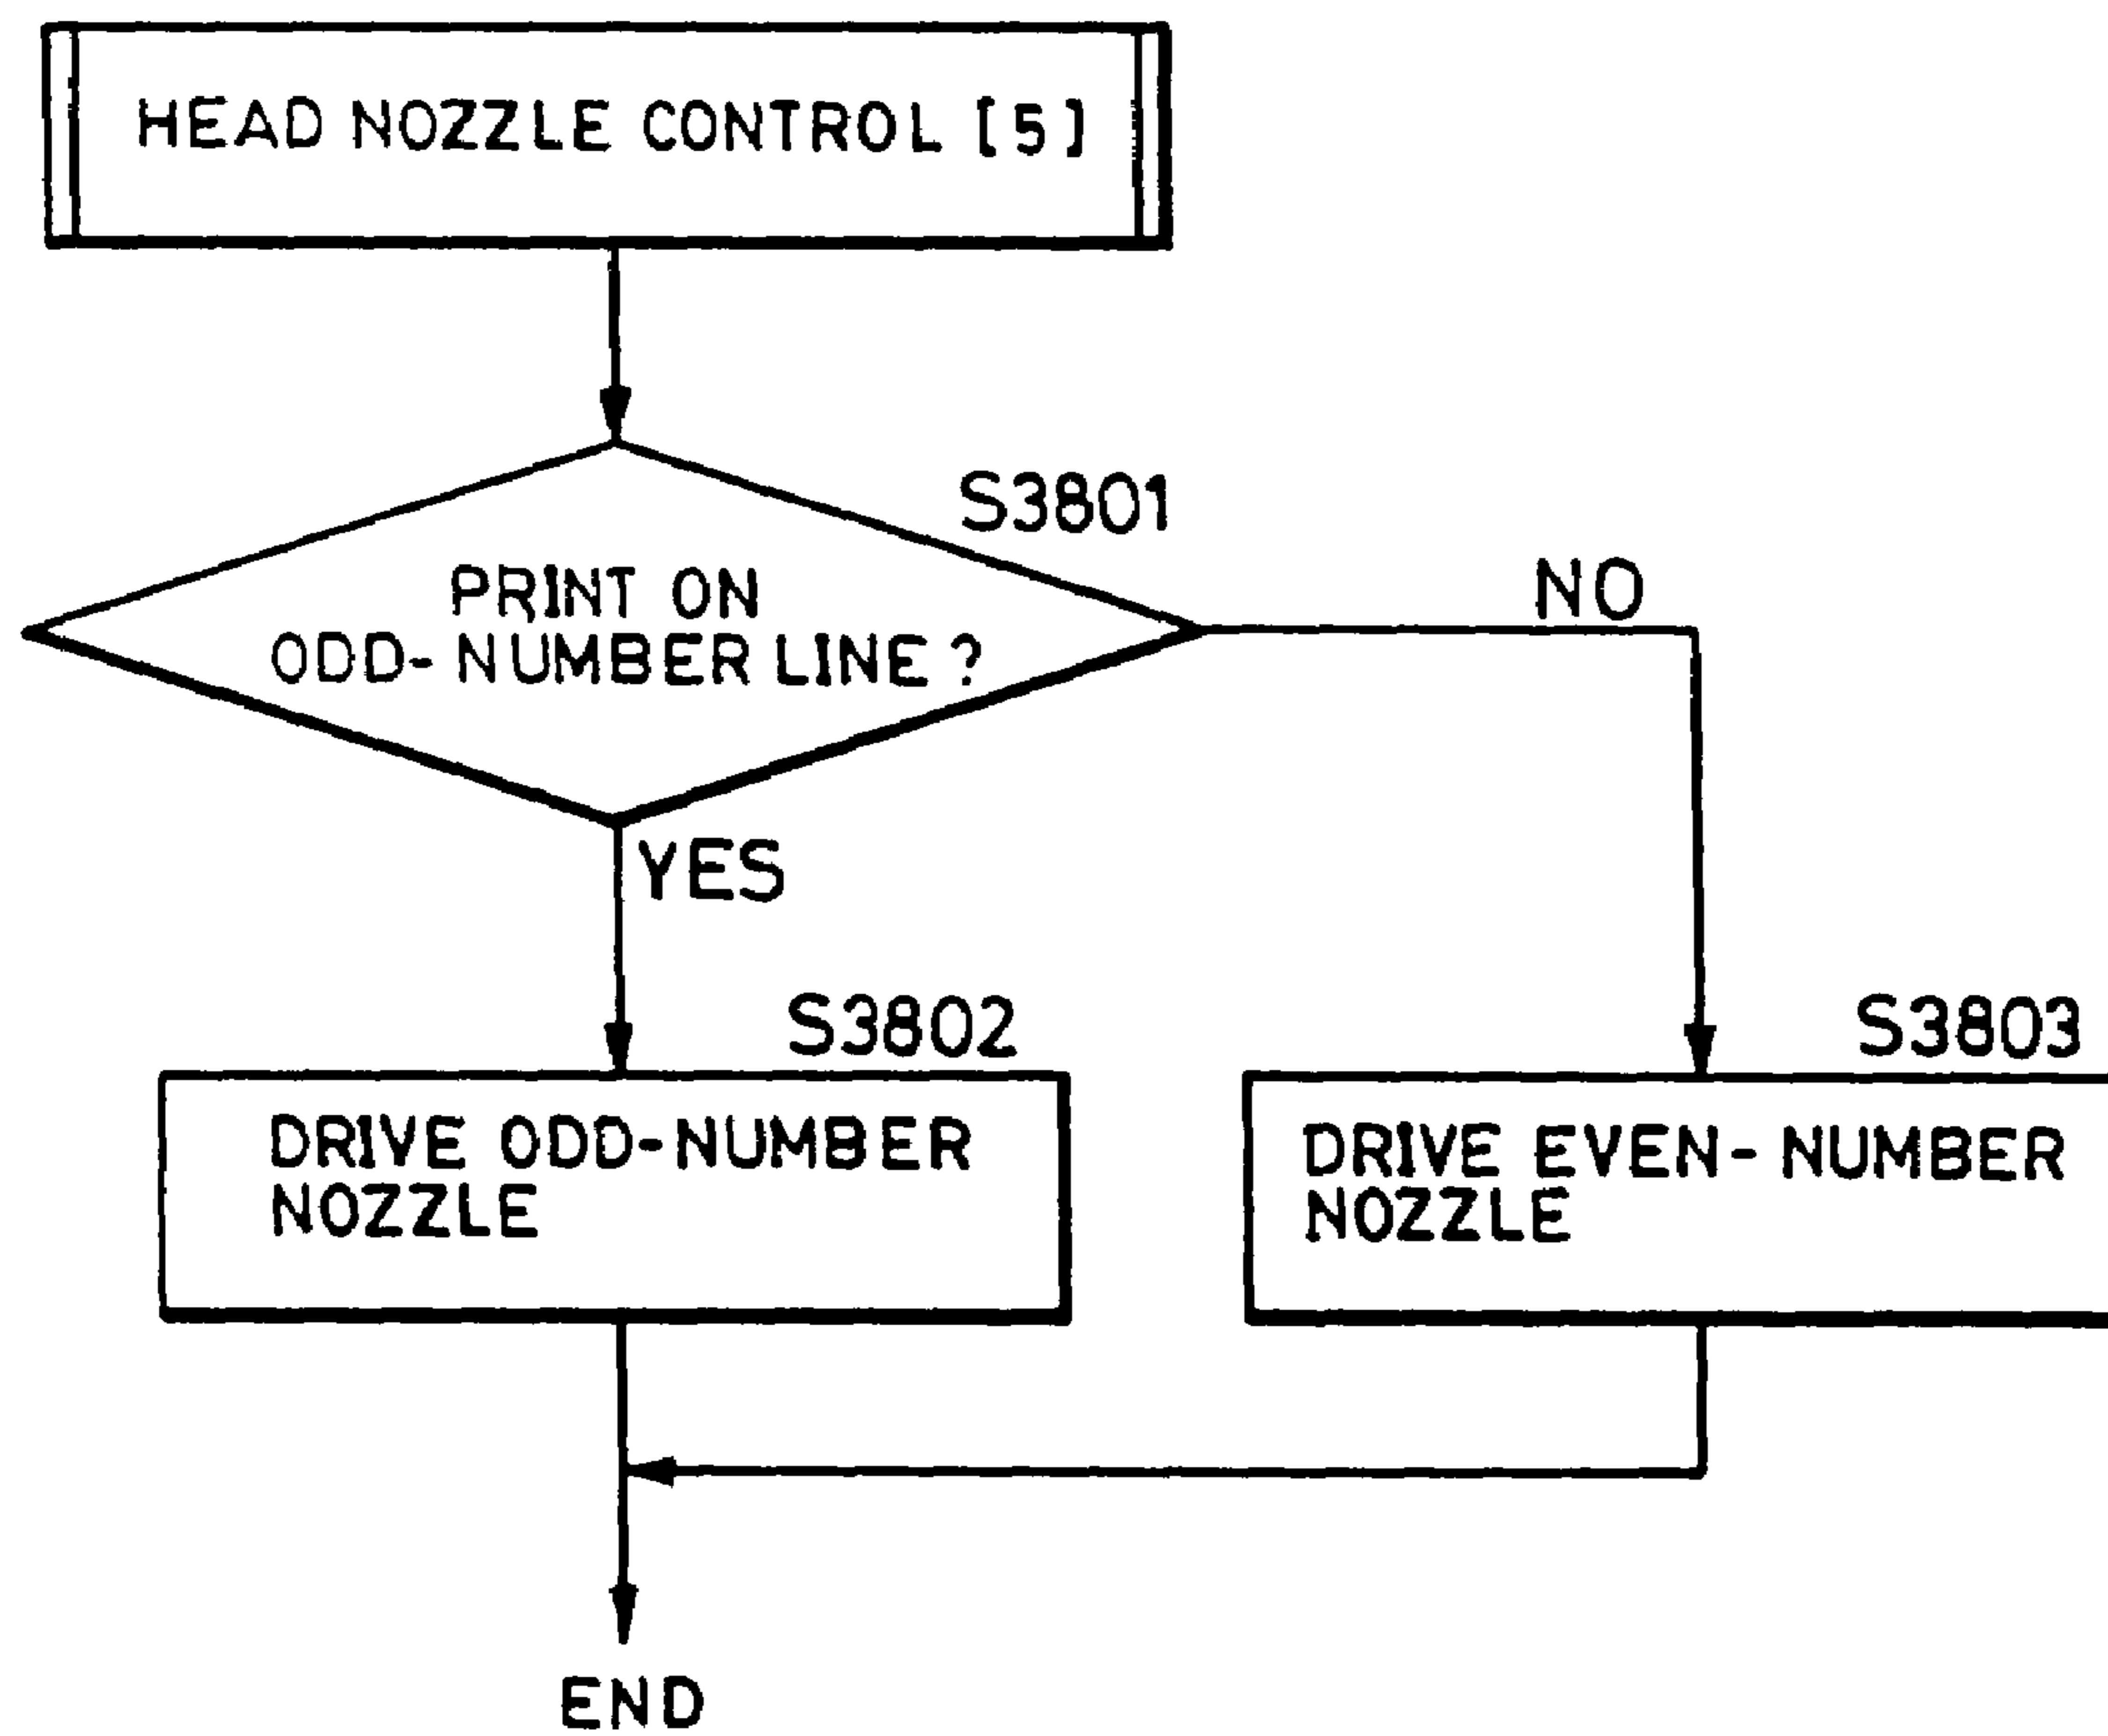 HEAD NOZZLE CONTROL [5]
S3801
PRINT ON
ODD-NUMBER LINE ?
NO
YES
S3802
DRIVE ODD-NUMBER
NOZZLE
S3803
DRIVE EVEN-NUMBER
NOZZLE
END